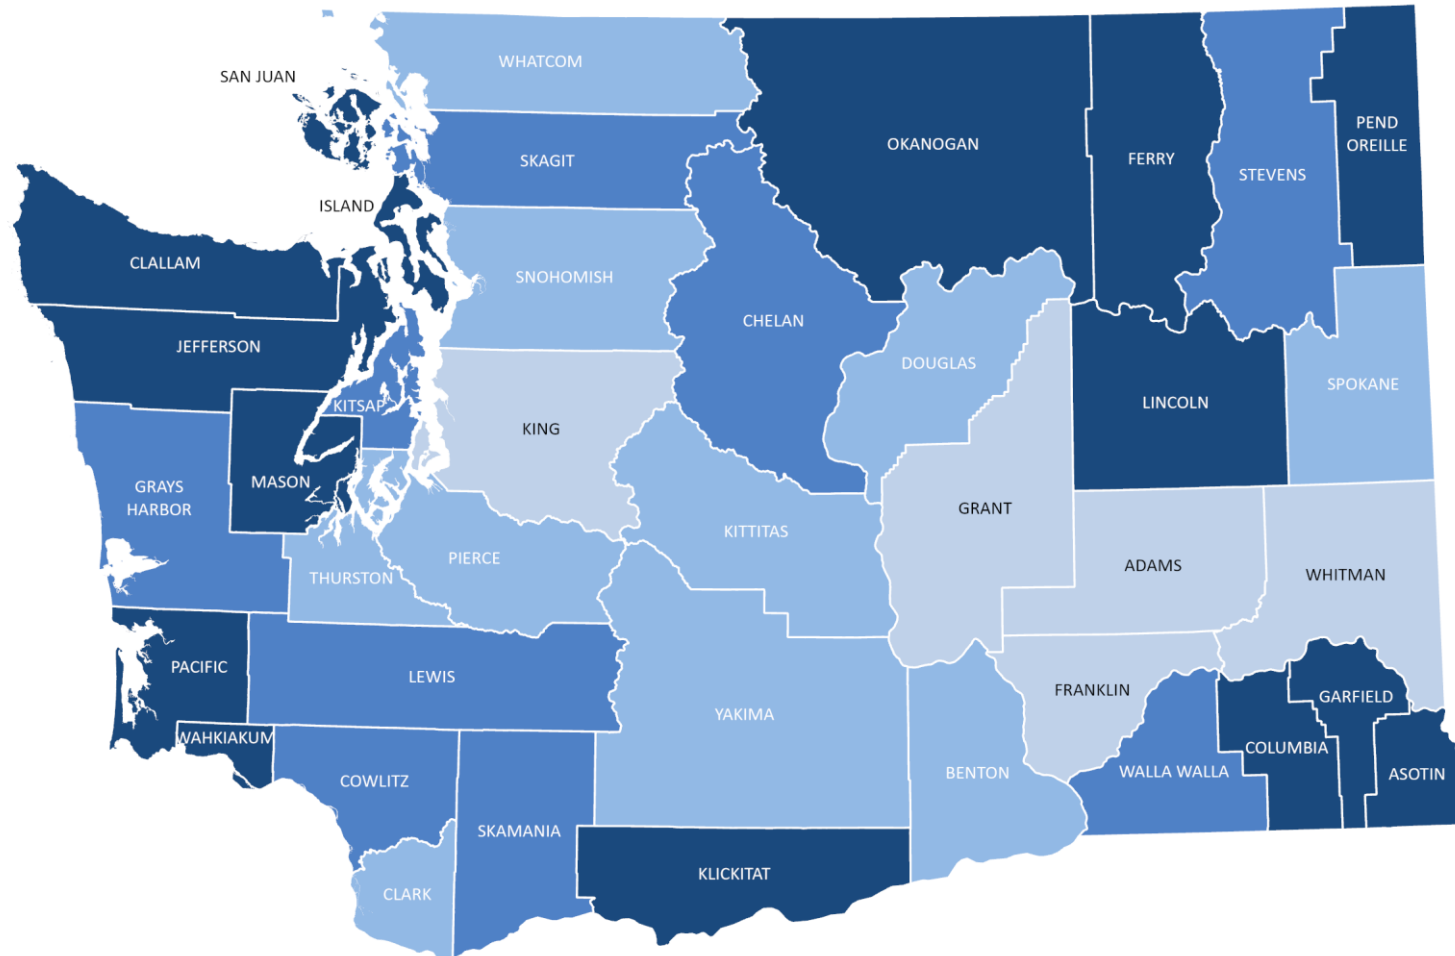 WHATCOM
SAN JUAN
SKAGIT
ISLAND
CLALLAM
SNOHOMISH
JEFFERSON
KITSAP
KING
MASON
GRAYS
HARBOR
PIERCE
THURSTON
PACIFIC
LEWIS
WAHKIAKUM
COWLITZ
SKAMANIA
CLARK
OKANOGAN
FERRY
STEVENS
PEND
OREILLE
CHELAN
DOUGLAS
LINCOLN
SPOKANE
KITTITAS
GRANT
ADAMS
WHITMAN
YAKIMA
FRANKLIN
BENTON
WALLA WALLA
COLUMBIA
GARFIELD
ASOTIN
KLICKITAT